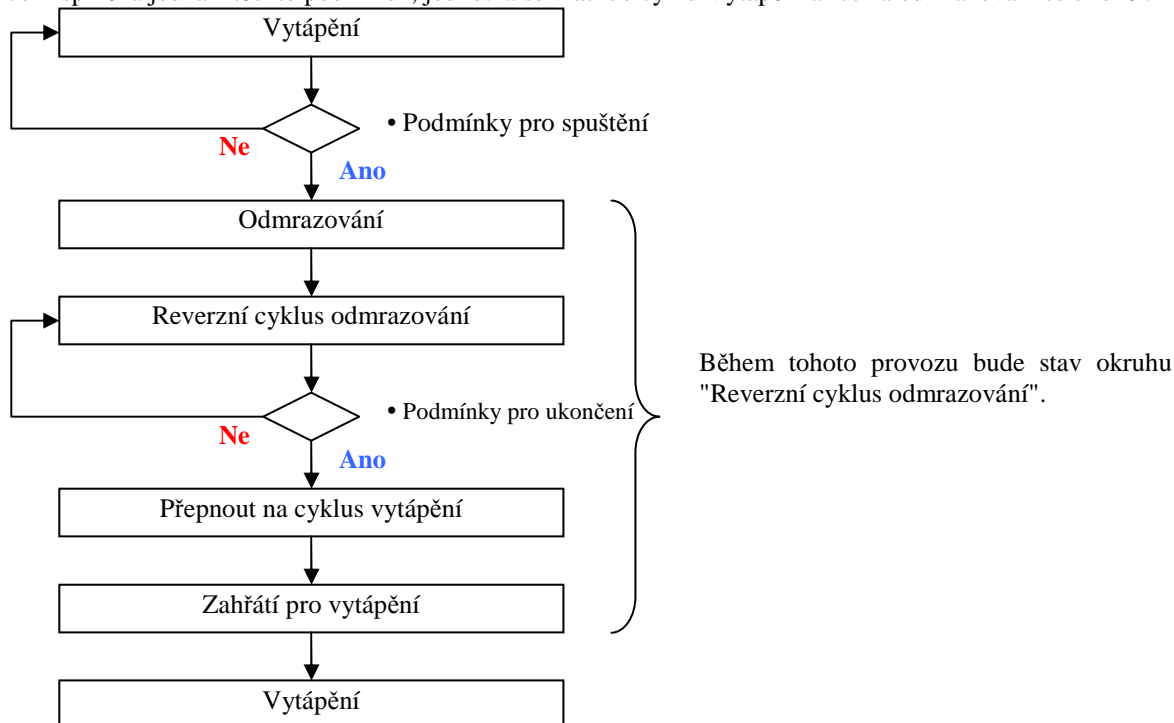 Vytápění
• Podmínky pro spuštění
Ne
Ano
Odmrazování
Reverzní cyklus odmrazování
Během tohoto provozu bude stav okruhu
"Reverzní cyklus odmrazování".
• Podmínky pro ukončení
Ne
Ano
Přepnout na cyklus vytápění
Zahřátí pro vytápění
Vytápění